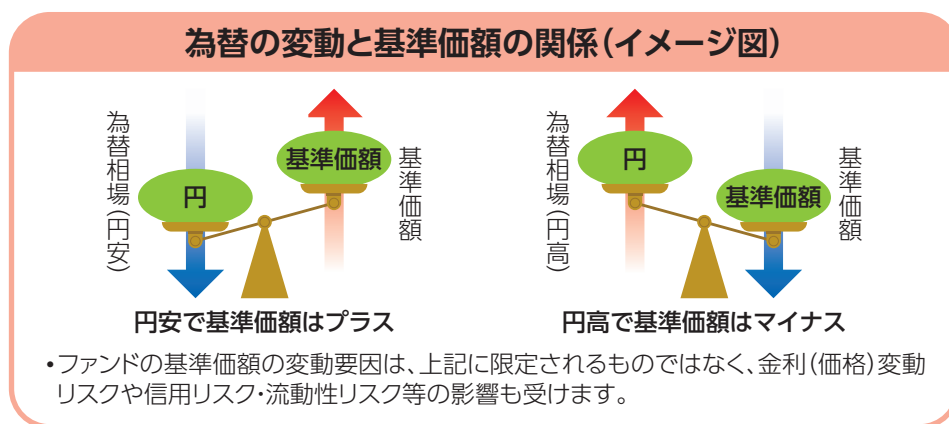 為替の変動と基準価額の関係(イメージ図)
為替相場(円安)
円
基準価額
基準価額
円安で基準価額はプラス
為替相場(円高)
円
基準価額
基準価額
円高で基準価額はマイナス
•ファンドの基準価額の変動要因は、上記に限定されるものではなく、金利(価格)変動
リスクや信用リスク・流動性リスク等の影響も受けます。